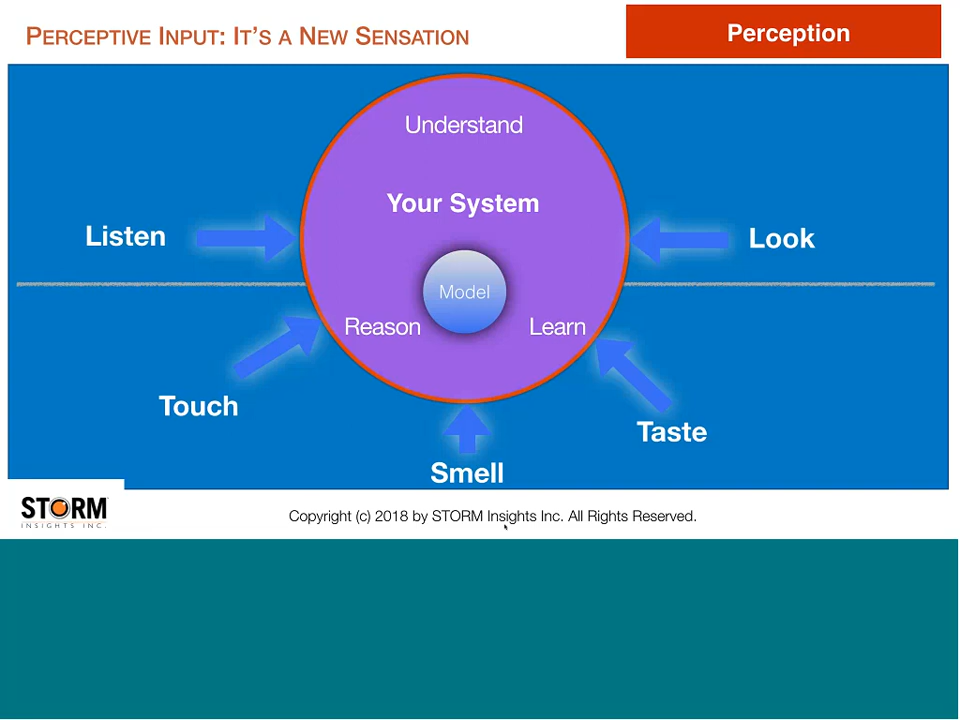 PERCEPTIVE INPUT: IT'S A NEW SENSATION
Perception
Understand
Your System
Listen
Look
Model
Reason
Learn
Touch
Taste
Smell
STORM
INSIGHTS INC.
Copyright (c) 2018 by STORM Insights Inc. All Rights Reserved.